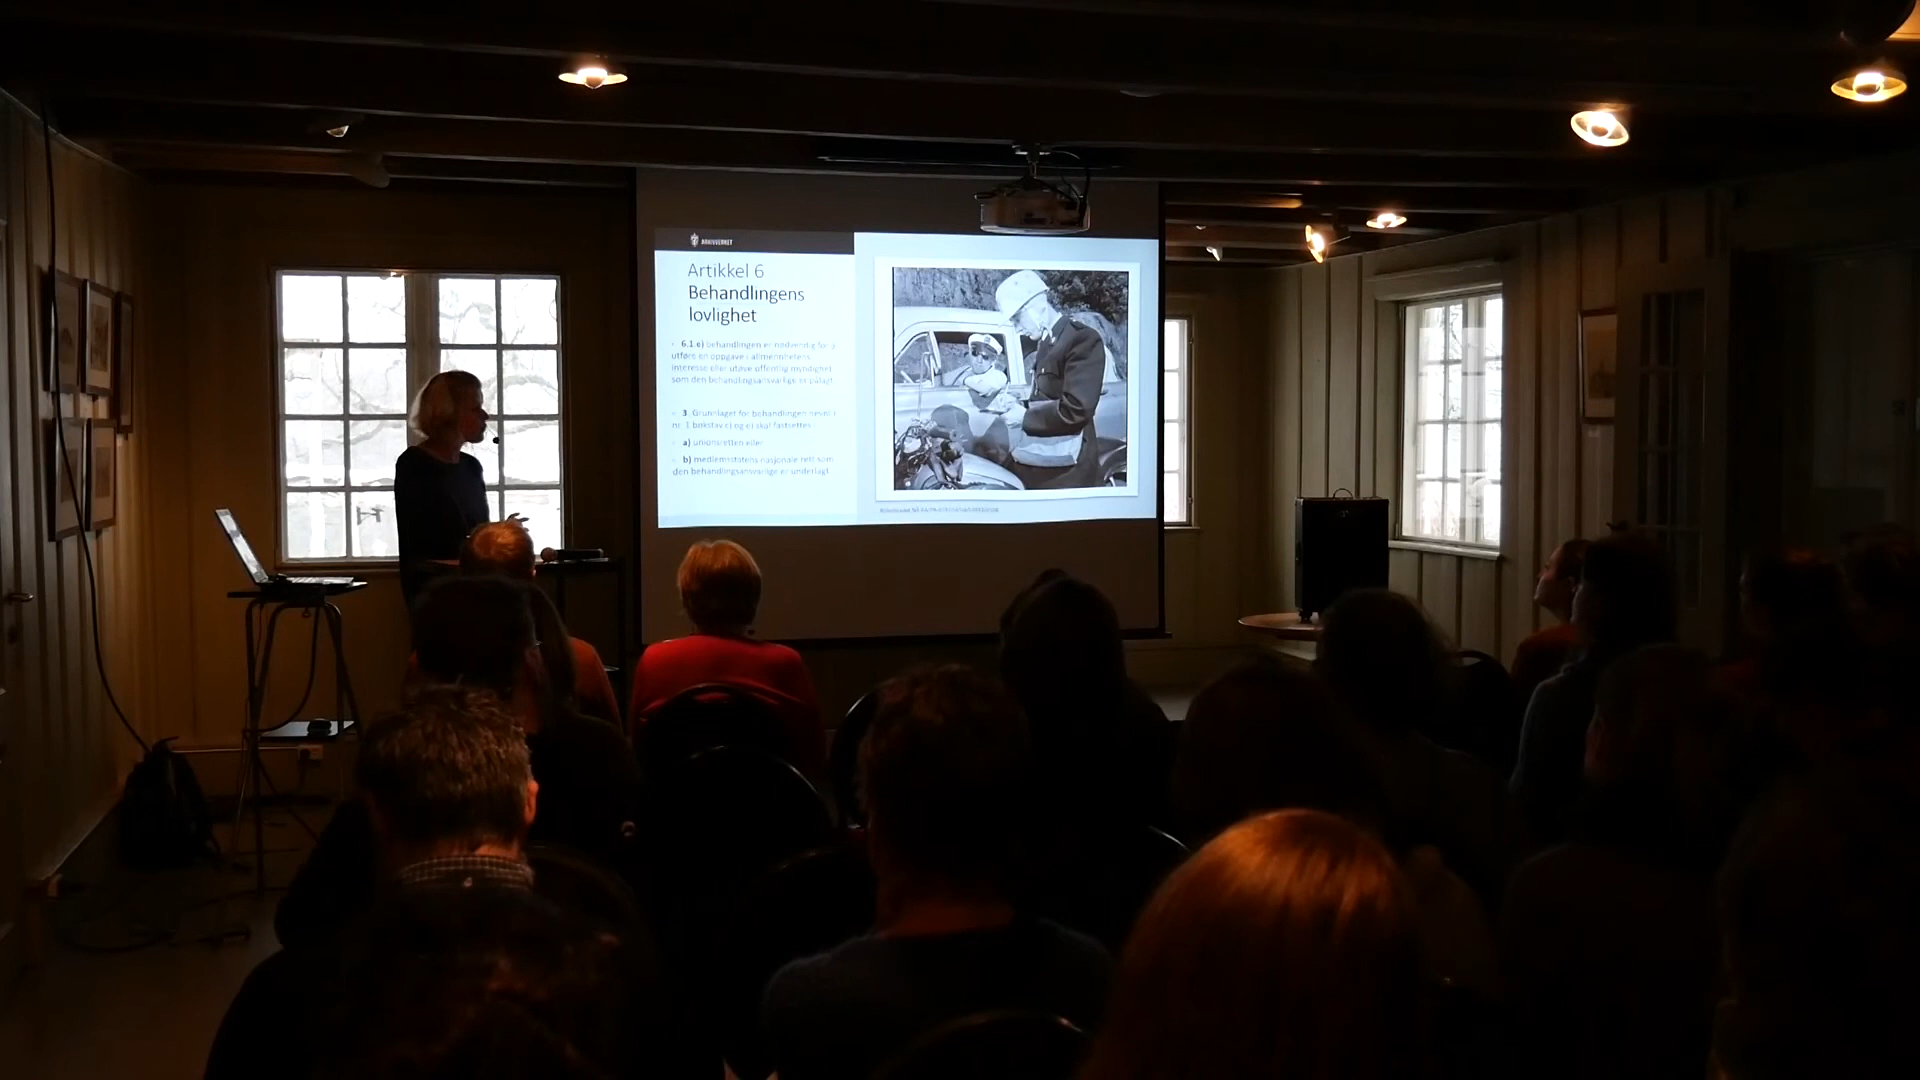 ARKIVVERKET
Artikkel 6
Behandlingens
lovlighet
6.1.e) behandlingen er nødvendig for å
utføre en oppgave i allmennhetens
interesse eller utøve offentlig myndighet
som den behandlingsansvarlige er pålagt
3 Grunnlaget for behandlingen nevnt i
nr. 1 bokstav c) og e) skal fastsettes i
a) unionsretten eller
b) medlemsstatens nasjonale rett som
den behandlingsansvarlige er underlagt